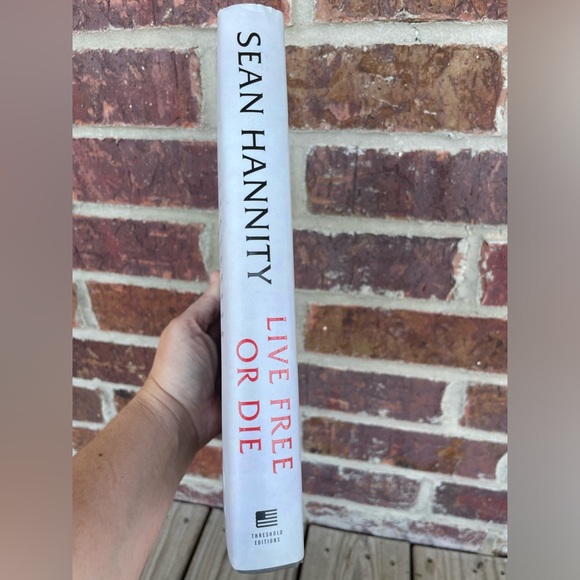 SEAN HANNITY
LIVE FREE
OR DIE
THRESHOLD
EDITIONS